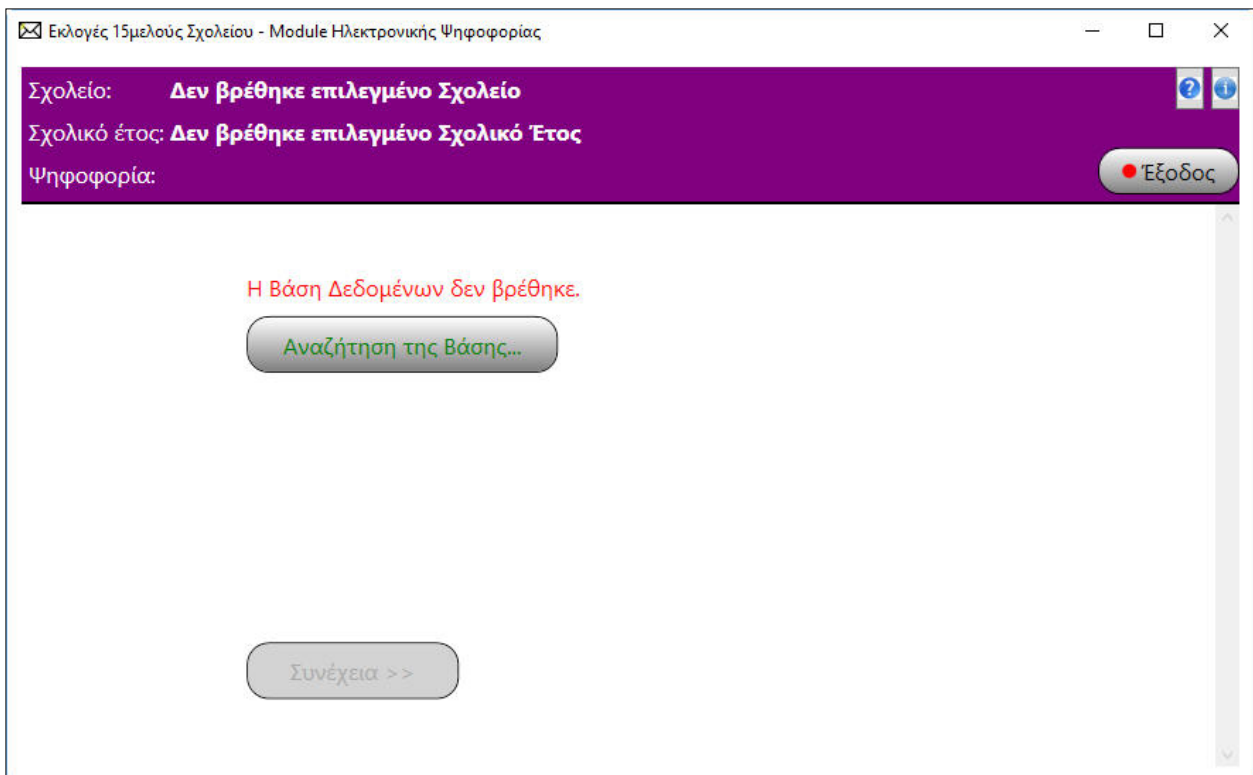 Εκλογές 15μελούς Σχολείου - Module Ηλεκτρονικής Ψηφοφορίας
Σχολείο: Δεν βρέθηκε επιλεγμένο Σχολείο
Σχολικό έτος: Δεν βρέθηκε επιλεγμένο Σχολικό Έτος
Ψηφοφορία:
Έξοδος
Η Βάση Δεδομένων δεν βρέθηκε.
Αναζήτηση της Βάσης...
Συνέχεια >>